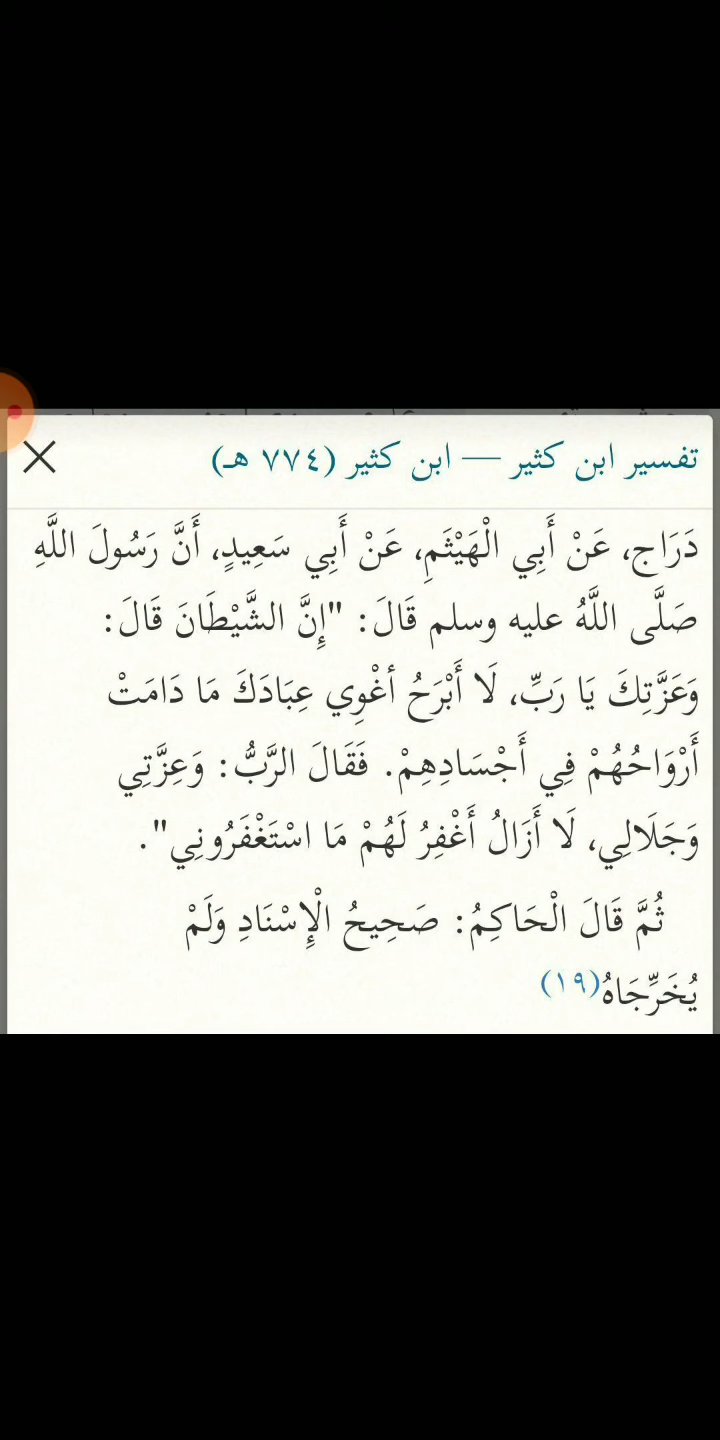 تفسير ابن كثير — ابن كثير (٧٧٤ هـ)
دَرَاج، عَنْ أَبِي الْهَيْثَمِ، عَنْ أَبِي سَعِيدٍ، أَنَّ رَسُولَ اللَّهِ
صَلَّى اللَّهُ عليه وسلم قَالَ: "إِنَّ الشَّيْطَانَ قَالَ:
وَعَزَّتِكَ يَا رَبِّ، لَا أَبْرَحُ أغْوِي عِبَادَكَ مَا دَامَتْ
أَرْوَاحُهُمْ فِي أَجْسَادِهِمْ. فَقَالَ الرَّبُّ: وَعِزَّتِي
وَجَلَالِي، لَا أَزَالُ أَغْفِرُ لَهُمْ مَا اسْتَغْفَرُونِي".
ثُمَّ قَالَ الْحَاكِمُ: صَحِيحُ الْإِسْنَادِ وَلَمْ
يُخَرِّجَاهُ(١٩)